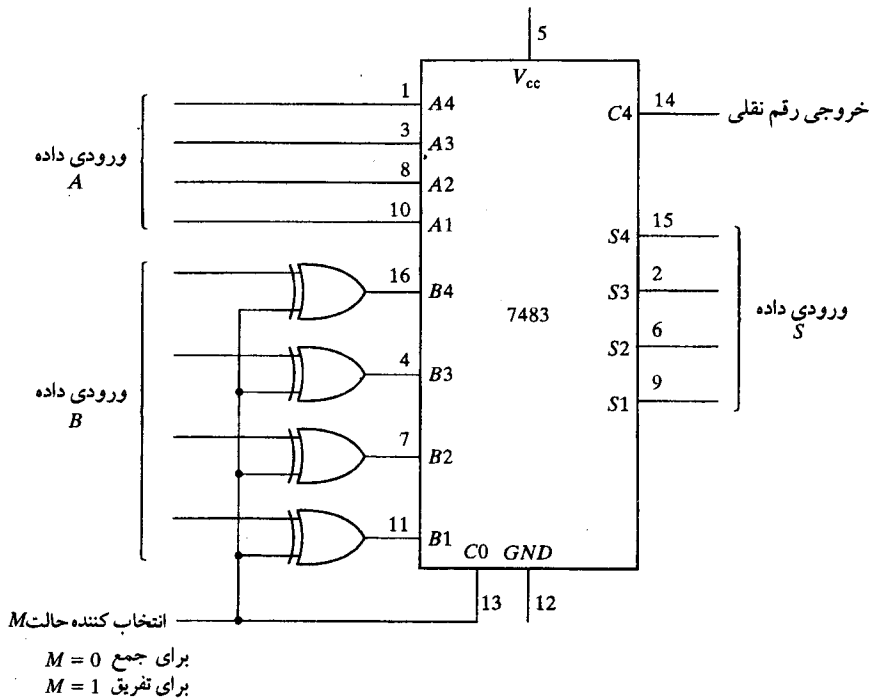 5
Vcc
1 A4
3 A3
8 A2
10 A1
ورودی داده
A
16 B4
4 B3
7 B2
11 B1
ورودی داده
B
7483
C4 14 خروجی رقم نقلی
S4 15
S3 2
S2 6
S1 9
ورودی داده
S
C0 GND
13 12
انتخاب کننده حالت M
برای جمع M = 0
برای تفریق M = 1